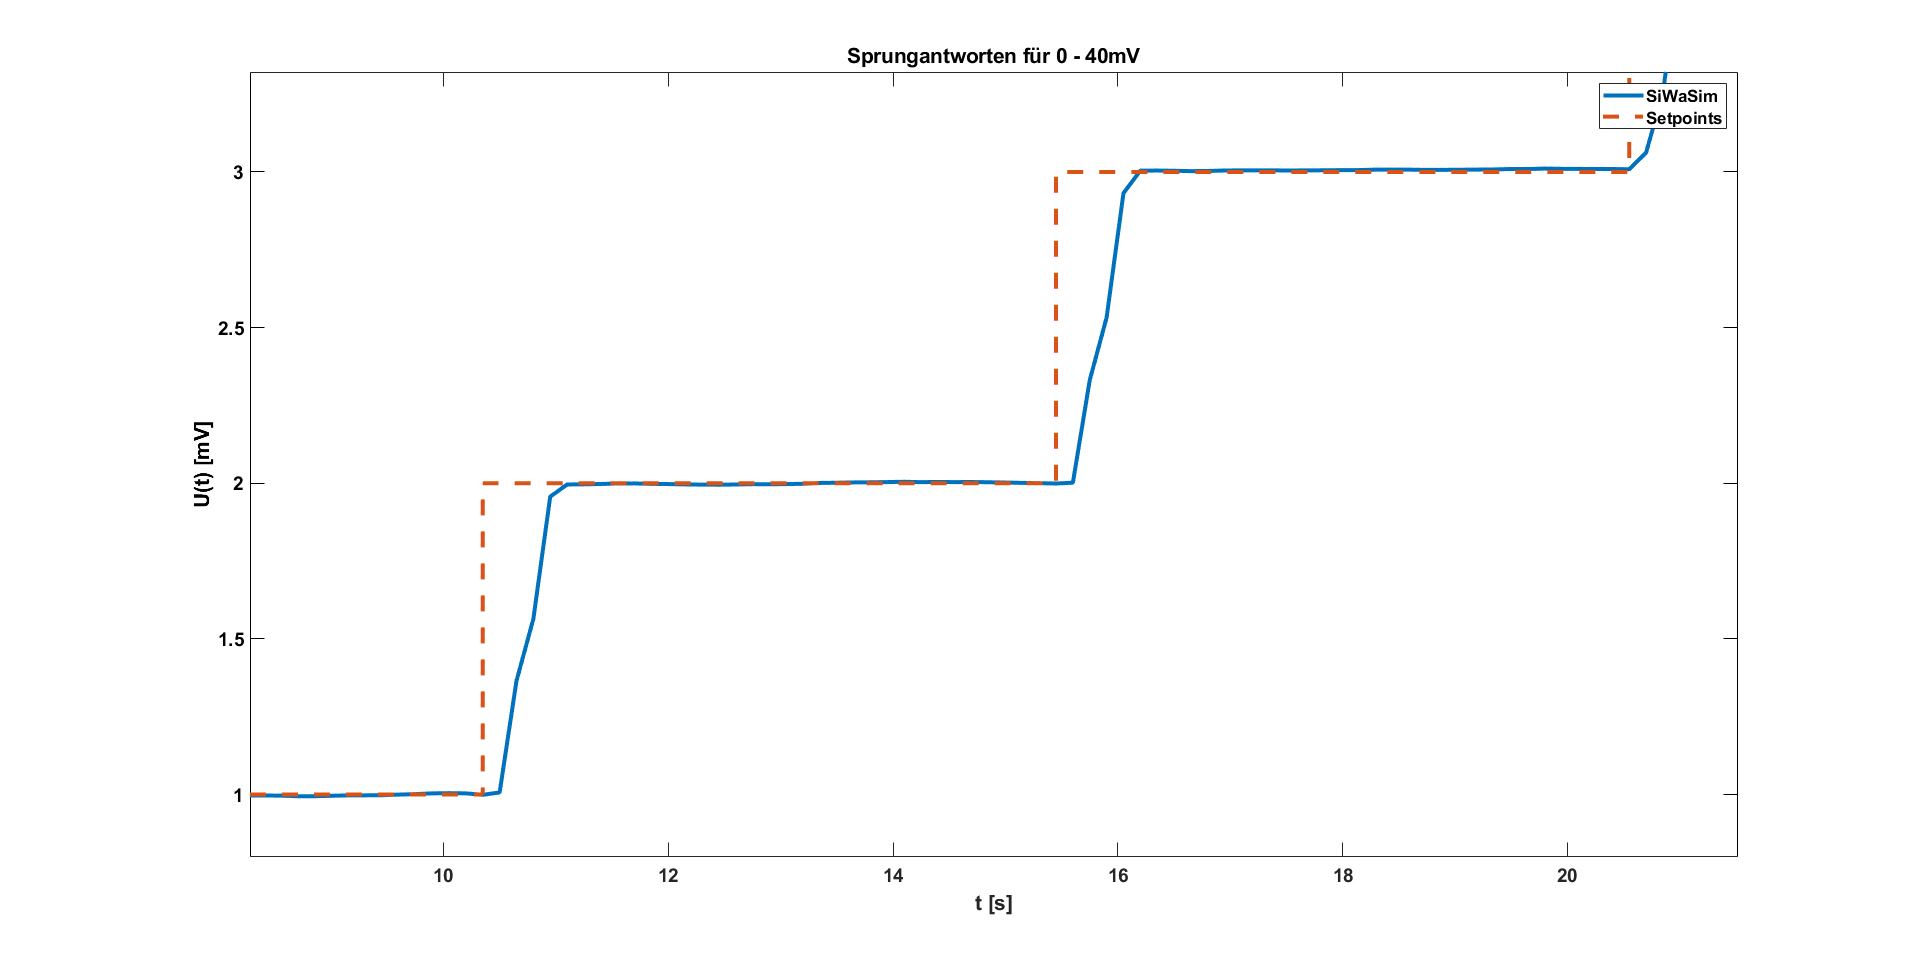 Sprungantworten für 0 - 40mV
SiWaSim
Setpoints
3
2.5
2
1.5
1
U(t) [mV]
10 12 14 16 18 20
t [s]